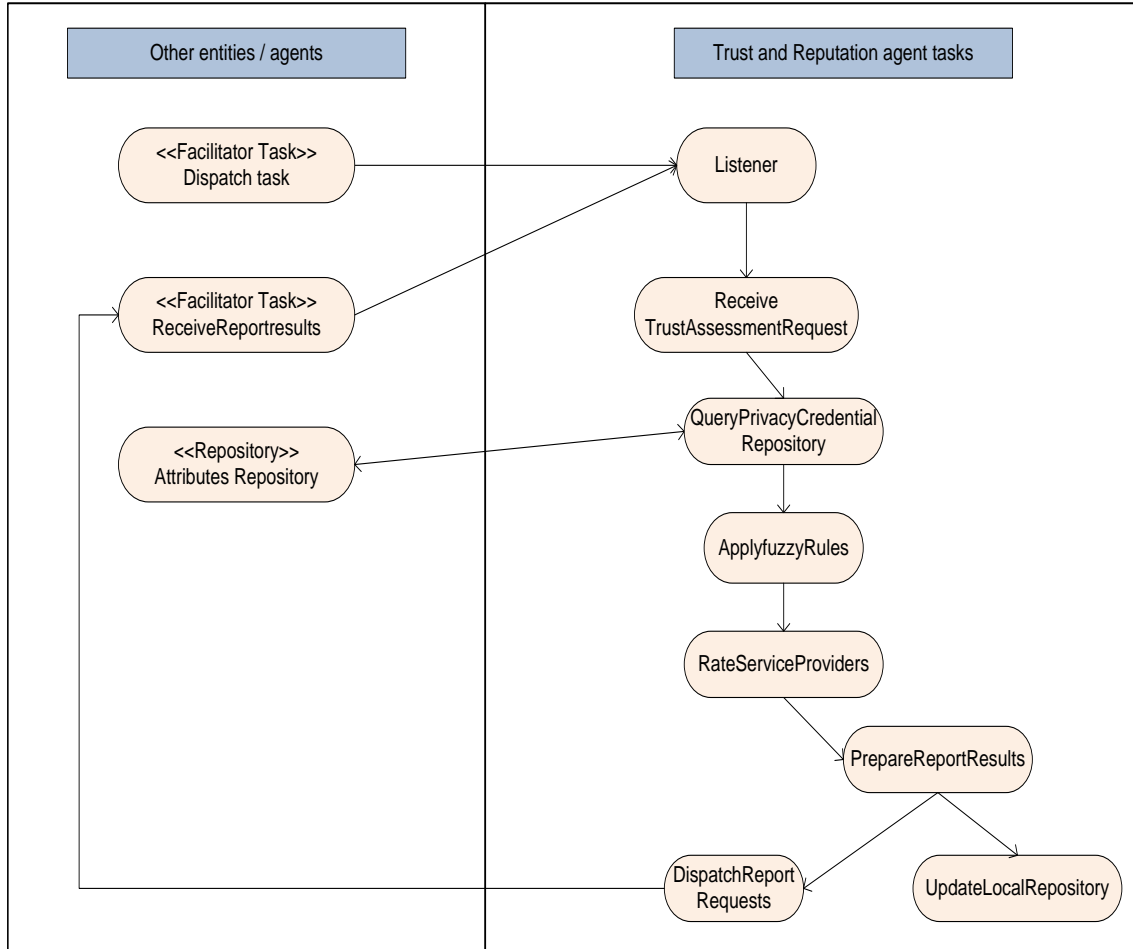 Other entities / agents
Trust and Reputation agent tasks
<<Facilitator Task>>
Dispatch task
Listener
<<Facilitator Task>>
ReceiveReportresults
Receive
TrustAssessmentRequest
<<Repository>>
Attributes Repository
QueryPrivacyCredential
Repository
ApplyfuzzyRules
RateServiceProviders
PrepareReportResults
DispatchReport
Requests
UpdateLocalRepository